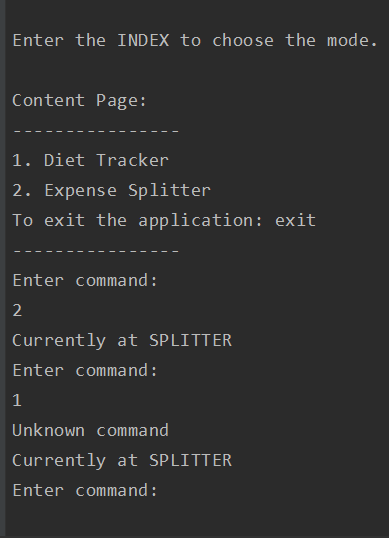 Enter the INDEX to choose the mode.
Content Page:
----------------
1. Diet Tracker
2. Expense Splitter
To exit the application: exit
----------------
Enter command:
2
Currently at SPLITTER
Enter command:
1
Unknown command
Currently at SPLITTER
Enter command: